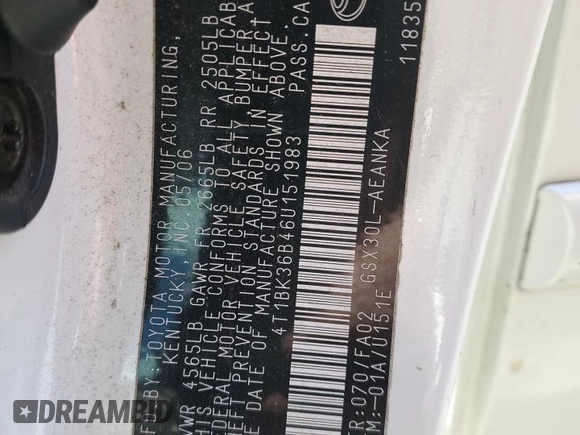 FD BY: TOYOTA MOTOR MANUFACTURING,
KENTUCKY INC. 05/06
GVWR 4565LB GAWR FR 2665LB RR 2505LB
THIS VEHICLE CONFORMS TO ALL APPLICAB
FEDERAL MOTOR VEHICLE SAFETY, BUMPER, A
THEFT PREVENTION STANDARDS IN EFFECT
THE DATE OF MANUFACTURE SHOWN ABOVE.
4T1BK36B46U151983 PASS.CA
TR:070/FA02
M:-01A/U151E GSX30L-AEANKA
11835
DREAMBID